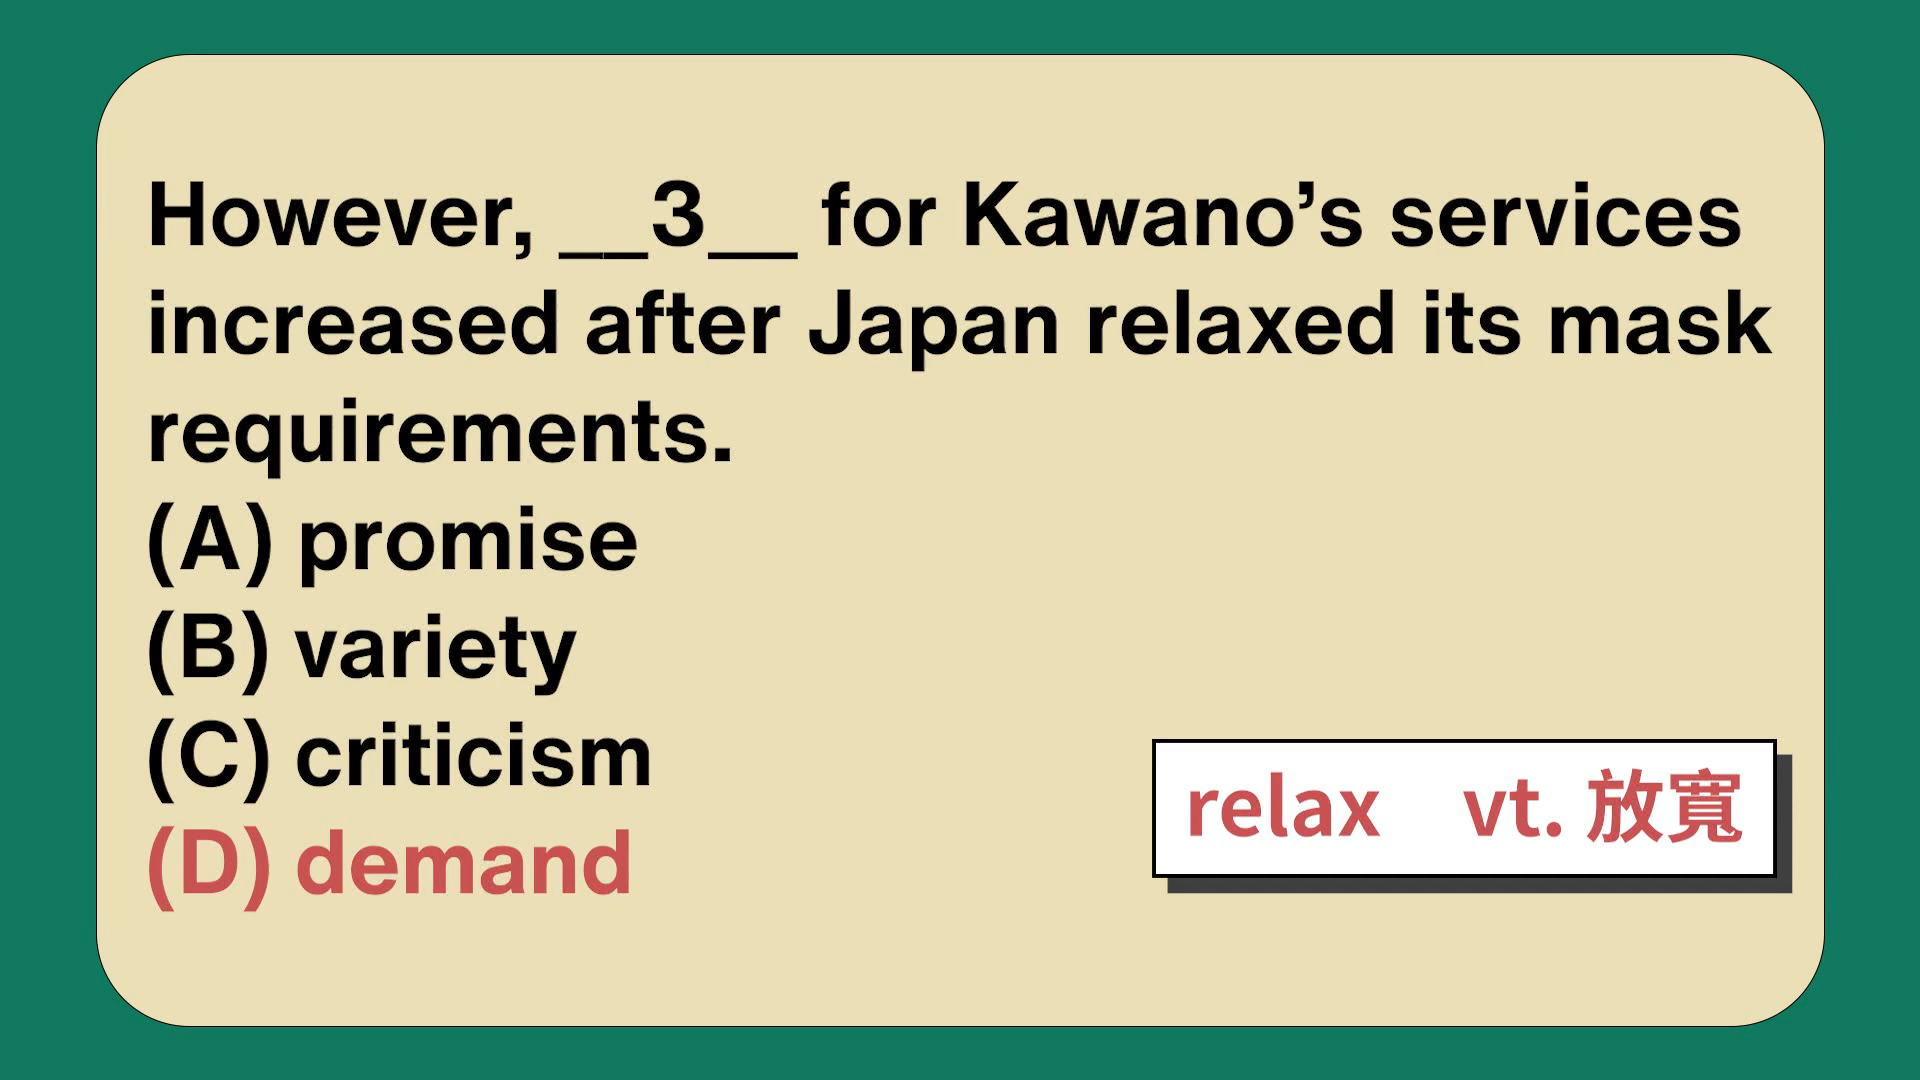 However, __3__ for Kawano’s services
increased after Japan relaxed its mask
requirements.
(A) promise
(B) variety
(C) criticism
(D) demand
relax vt. 放寬